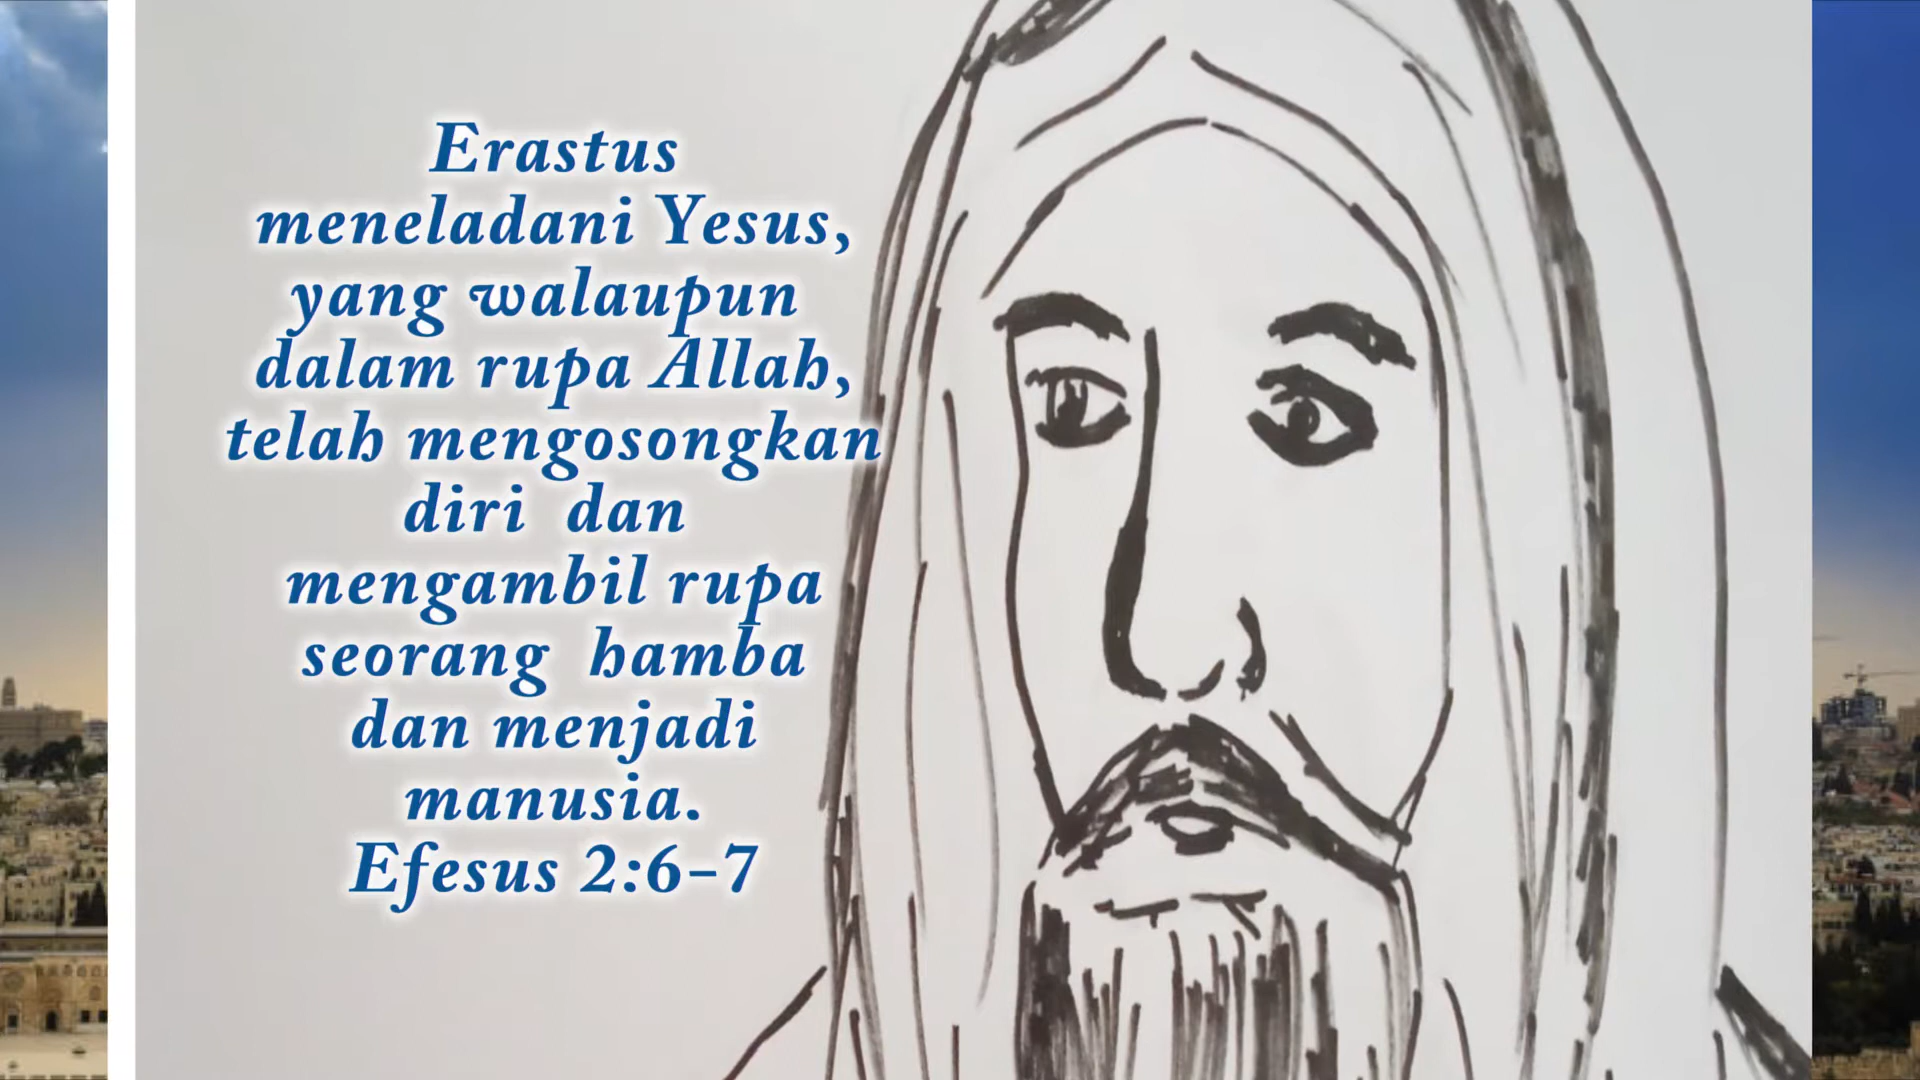 Erastus
meneladani Yesus,
yang walaupun
dalam rupa Allah,
telah mengosongkan
diri dan
mengambil rupa
seorang hamba
dan menjadi
manusia.
Efesus 2:6-7